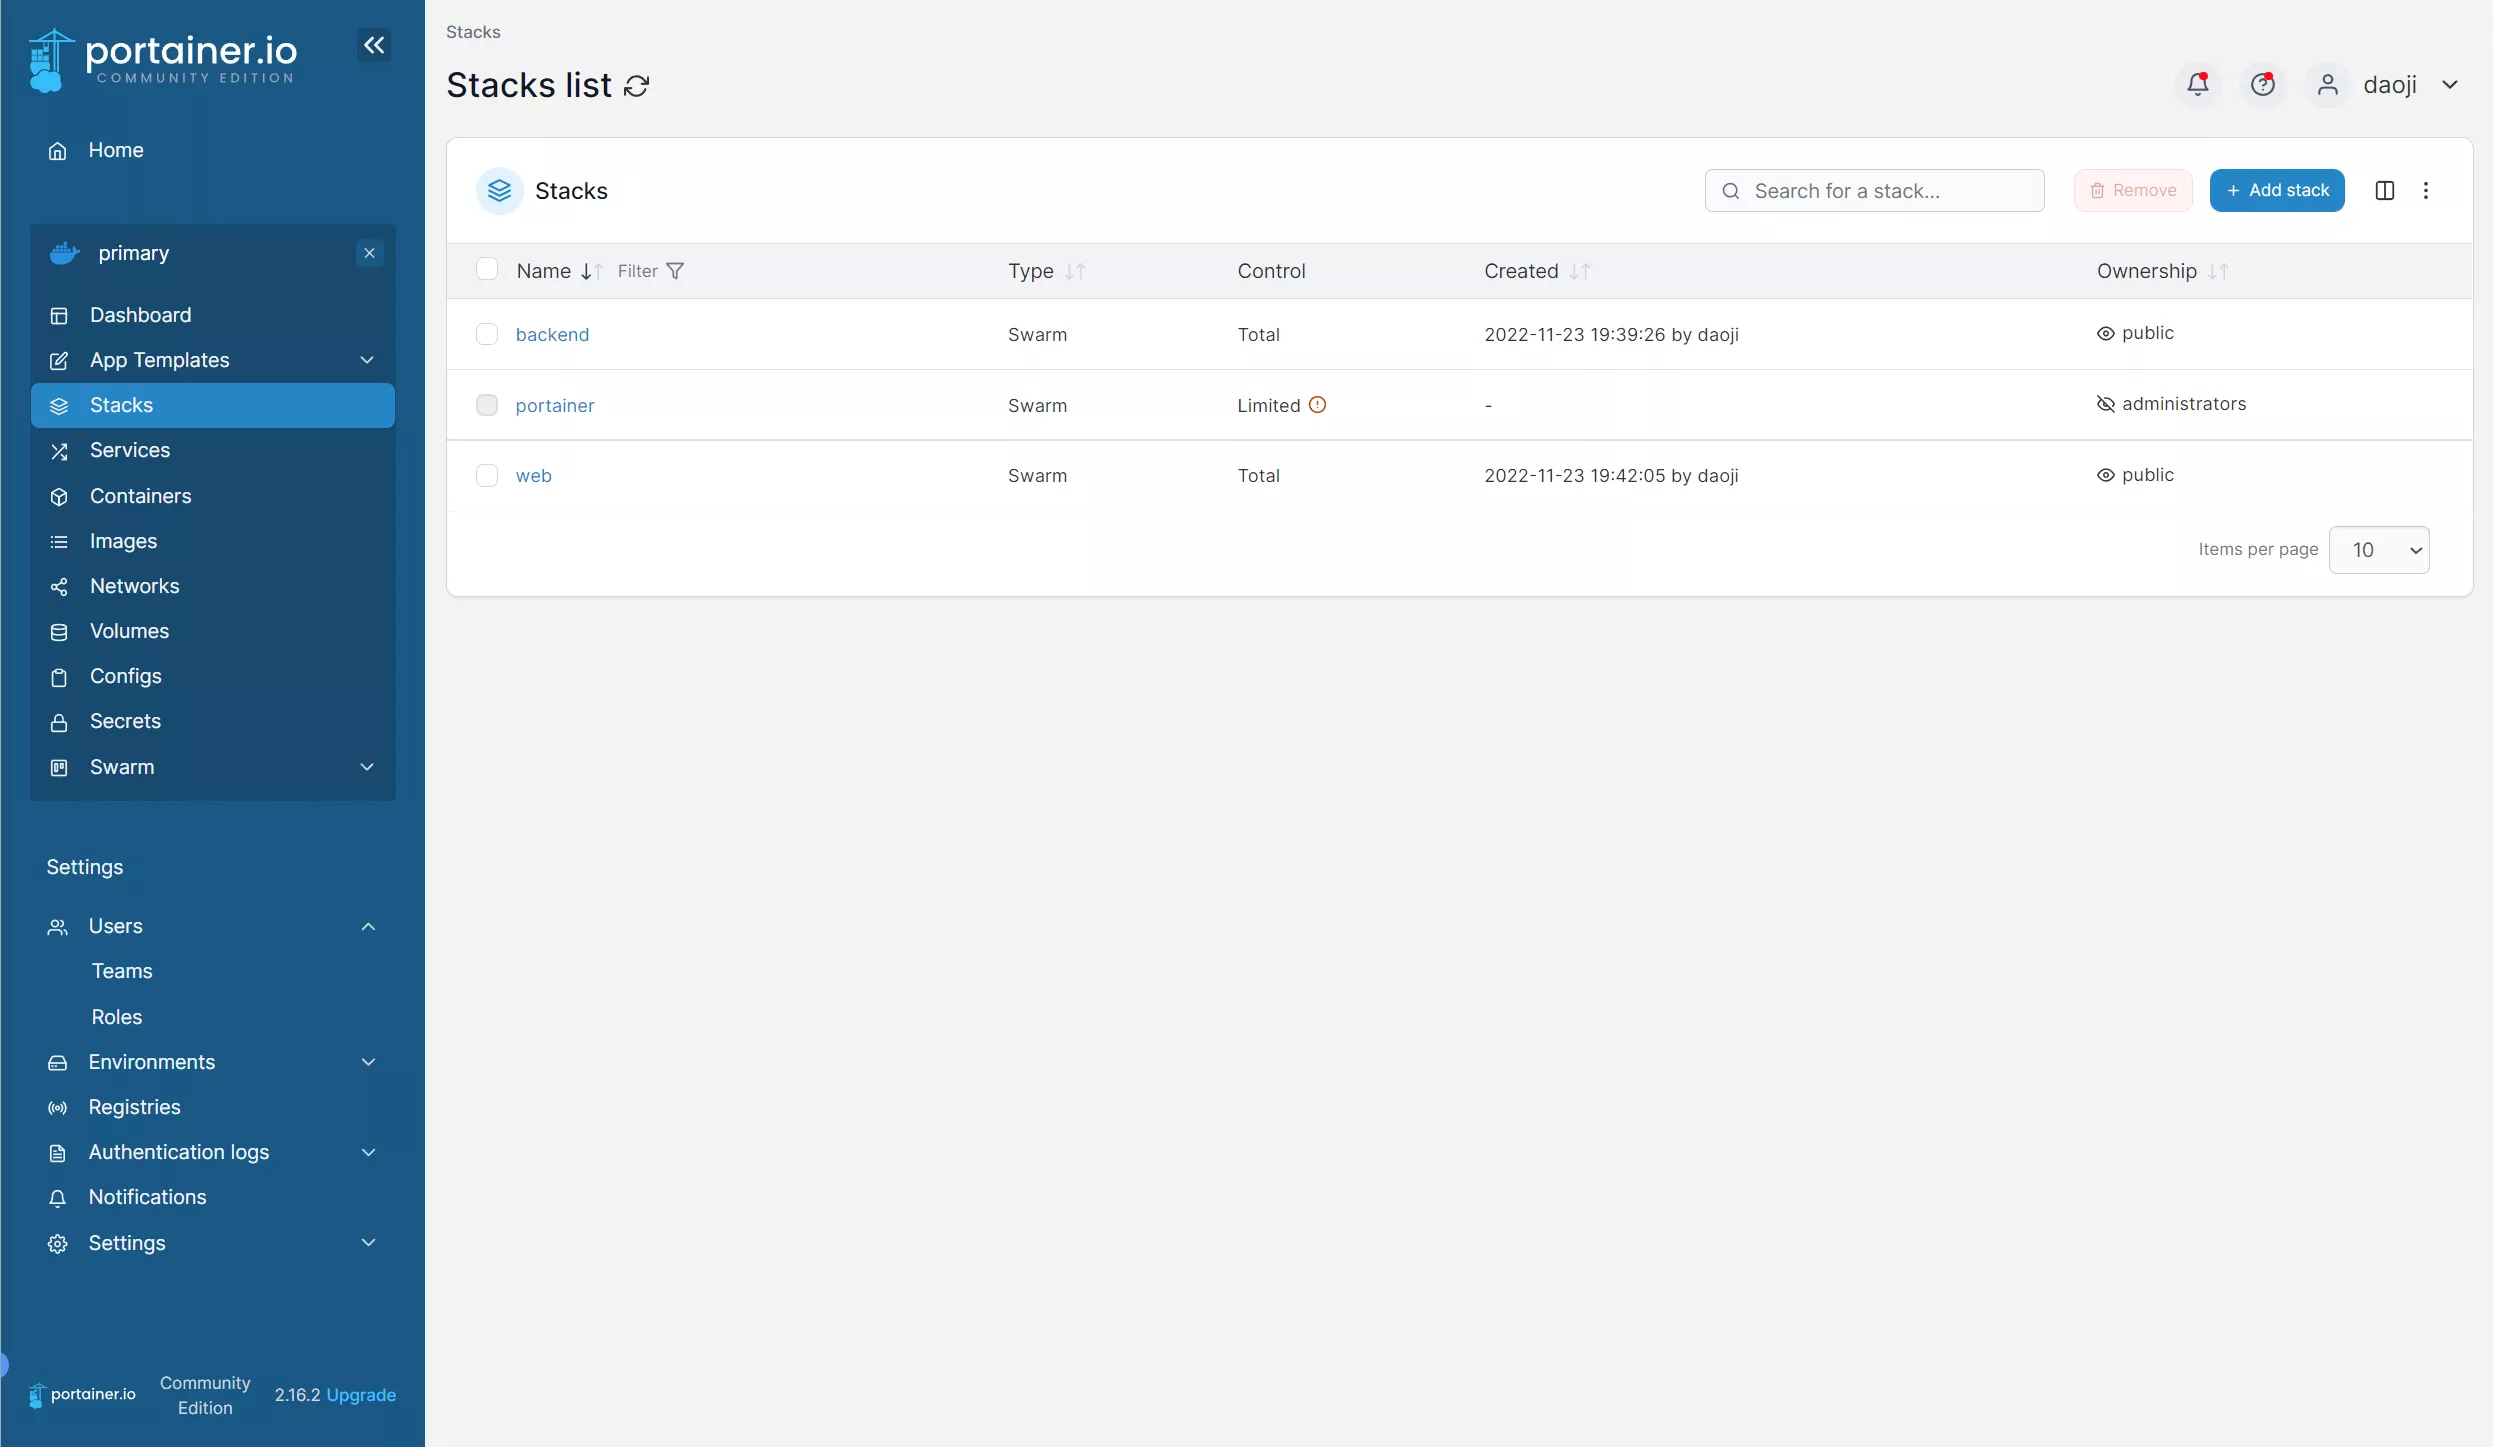 portainer.io
COMMUNITY EDITION
Home
primary
Dashboard
App Templates
Stacks
Services
Containers
Images
Networks
Volumes
Configs
Secrets
Swarm
Settings
Users
Teams
Roles
Environments
Registries
Authentication logs
Notifications
Settings
portainer.io
Community
Edition
2.16.2 Upgrade
Stacks
Stacks list
daoji
Stacks
Search for a stack...
Remove
+ Add stack
Name Filter Type Control Created Ownership
backend Swarm Total 2022-11-23 19:39:26 by daoji public
portainer Swarm Limited - administrators
web Swarm Total 2022-11-23 19:42:05 by daoji public
Items per page 10